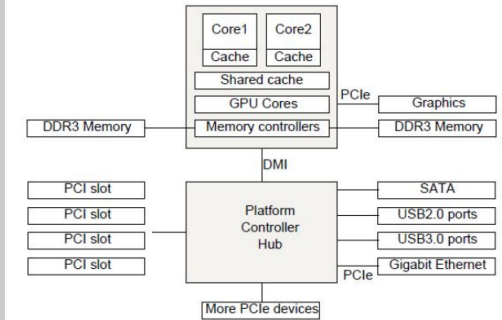 Core1 Core2
Cache Cache
Shared cache
GPU Cores
PCIe
Graphics
DDR3 Memory
Memory controllers
DDR3 Memory
DMI
PCI slot
PCI slot
PCI slot
PCI slot
Platform
Controller
Hub
SATA
USB2.0 ports
USB3.0 ports
Gigabit Ethernet
PCIe
More PCIe devices